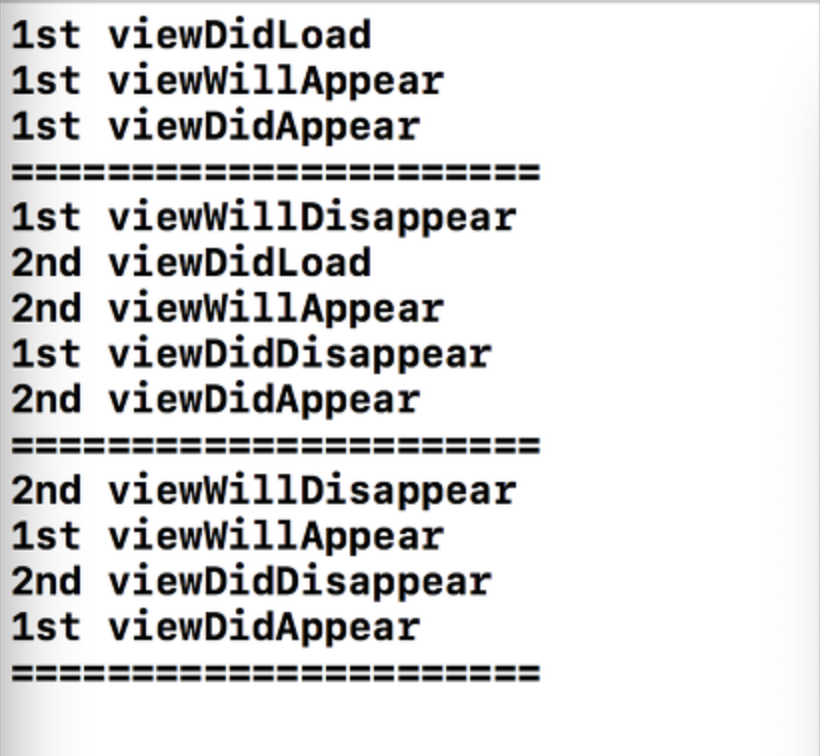 1st viewDidLoad
1st viewWillAppear
1st viewDidAppear
======================
1st viewWillDisappear
2nd viewDidLoad
2nd viewWillAppear
1st viewDidDisappear
2nd viewDidAppear
======================
2nd viewWillDisappear
1st viewWillAppear
2nd viewDidDisappear
1st viewDidAppear
======================